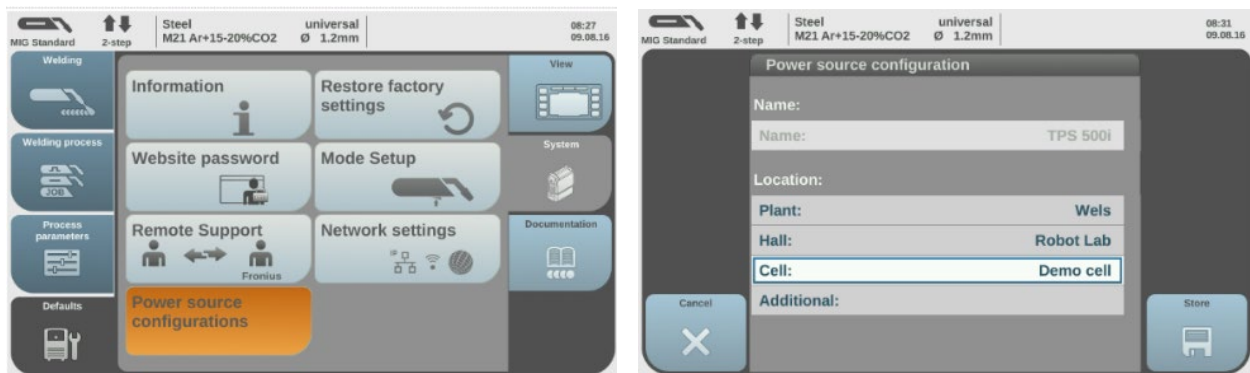 MIG Standard
2-step
Steel universal
M21 Ar+15-20%CO2 Ø 1.2mm
08:27
09.08.16
Welding
Welding process
JOB
Process
parameters
Defaults
Information
Restore factory
settings
Website password
Mode Setup
Remote Support
Fronius
Network settings
Power source
configurations
View
System
Documentation
MIG Standard
2-step
Steel universal
M21 Ar+15-20%CO2 Ø 1.2mm
08:31
09.08.16
Power source configuration
Name:
Name: TPS 500i
Location:
Plant: Wels
Hall: Robot Lab
Cell: Demo cell
Additional:
Cancel
Store